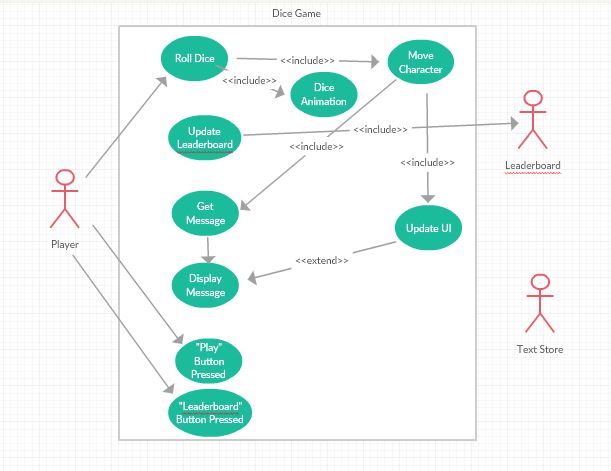 Dice Game
Roll Dice
<<include>>
Move
Character
<<include>>
Dice
Animation
Update
Leaderboard
<<include>>
<<include>>
<<include>>
Leaderboard
Player
Get
Message
Update UI
<<extend>>
Display
Message
Text Store
"Play"
Button
Pressed
"Leaderboard"
Button Pressed